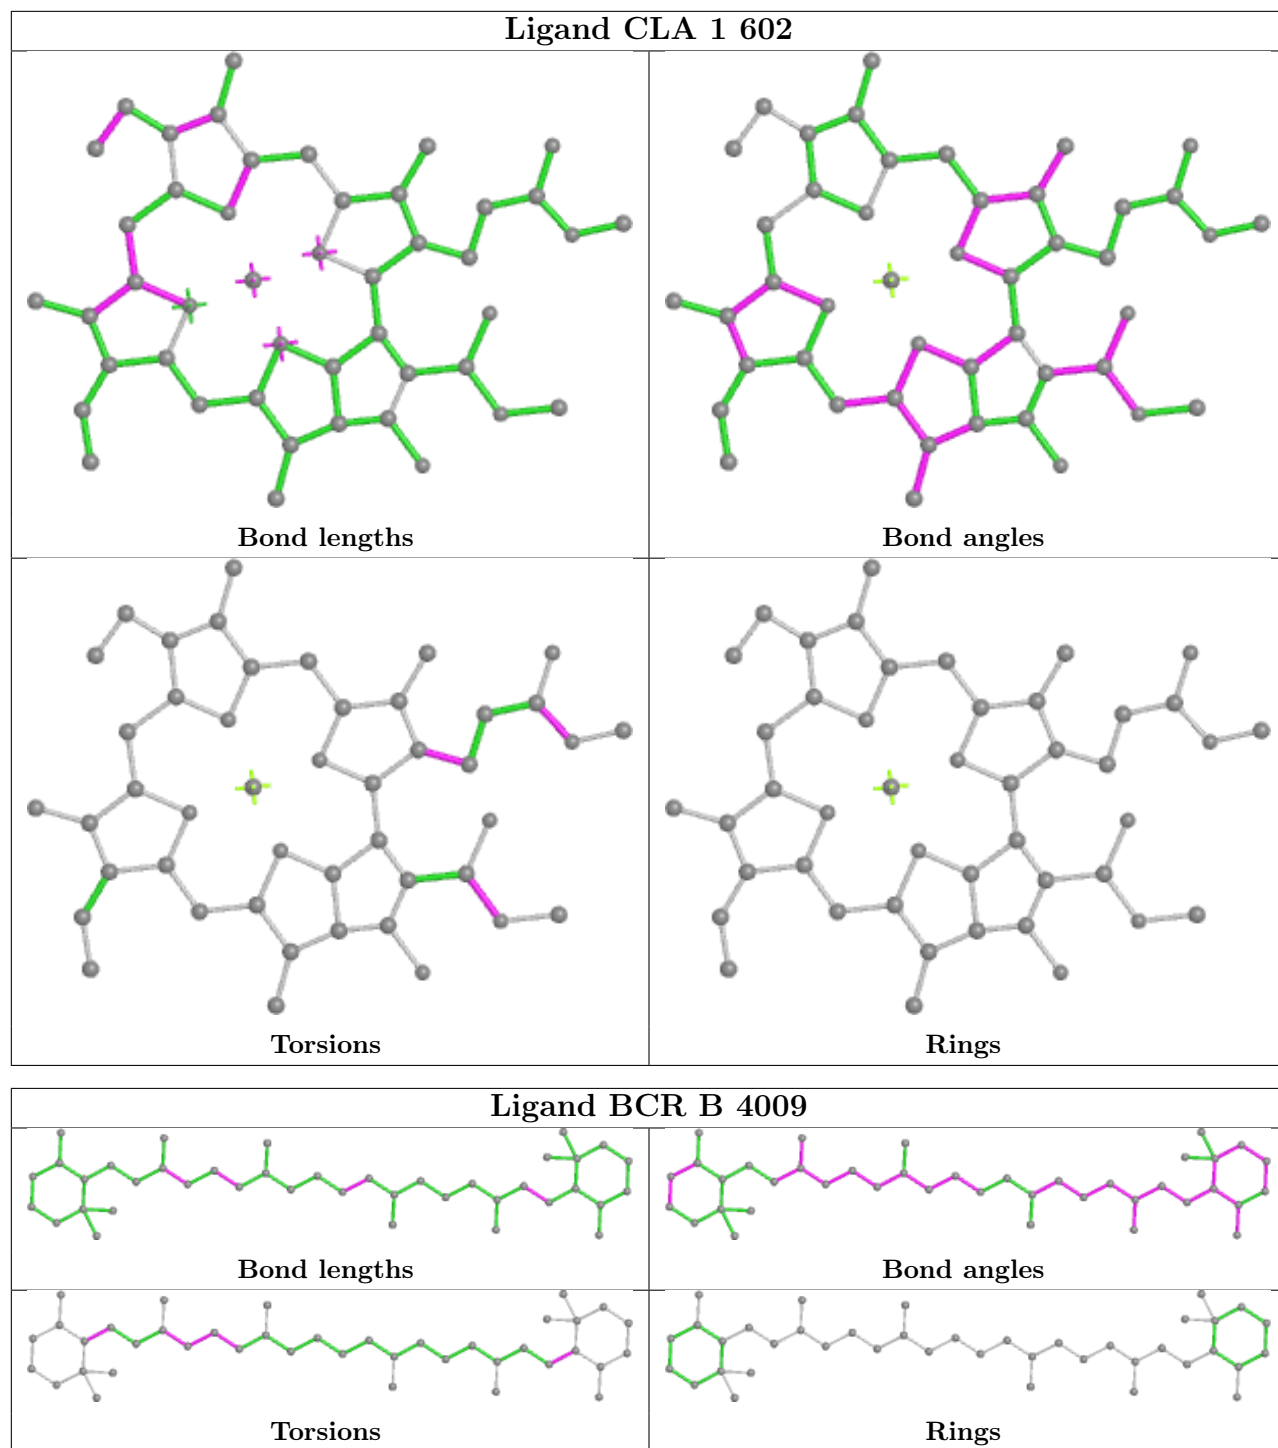 Ligand CLA 1 602
Bond lengths
Bond angles
Torsions
Rings
Ligand BCR B 4009
Bond lengths
Bond angles
Torsions
Rings